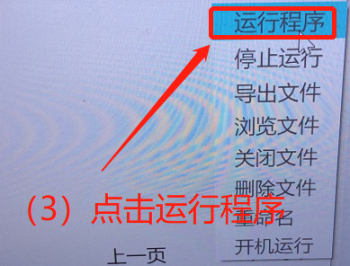 运行程序
停止运行
导出文件
浏览文件
关闭文件
删除文件
（3）点击运行程序
重命名
上一页
开机运行